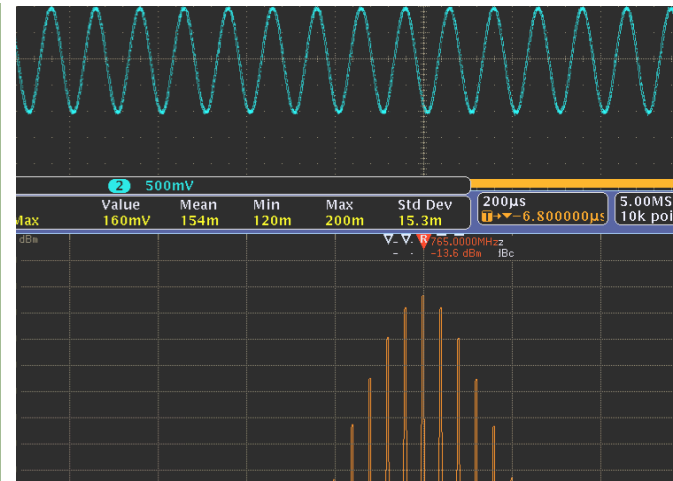 2 500mV
Value Mean Min Max Std Dev
Max 160mV 154m 120m 200m 15.3m
200µs
T→▼-6.800000µs
5.00MS
10k poi
dBm
R 765.0000MHz z
-13.6 dBm dBc